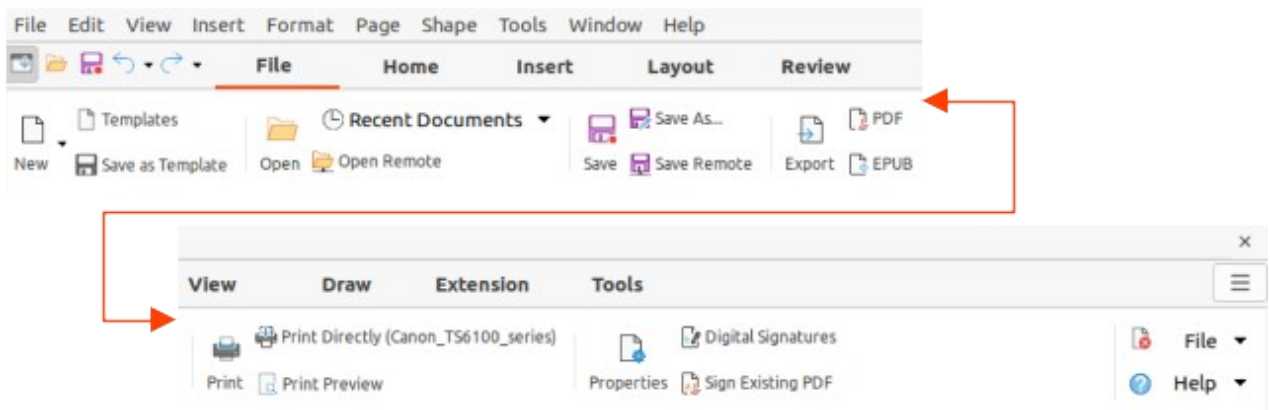 File Edit View Insert Format Page Shape Tools Window Help
File Home Insert Layout Review
Templates Recent Documents Save As... PDF
New Save as Template Open Open Remote Save Save Remote Export EPUB
View Draw Extension Tools
Print Directly (Canon_TS6100_series) Digital Signatures File
Print Print Preview Properties Sign Existing PDF Help